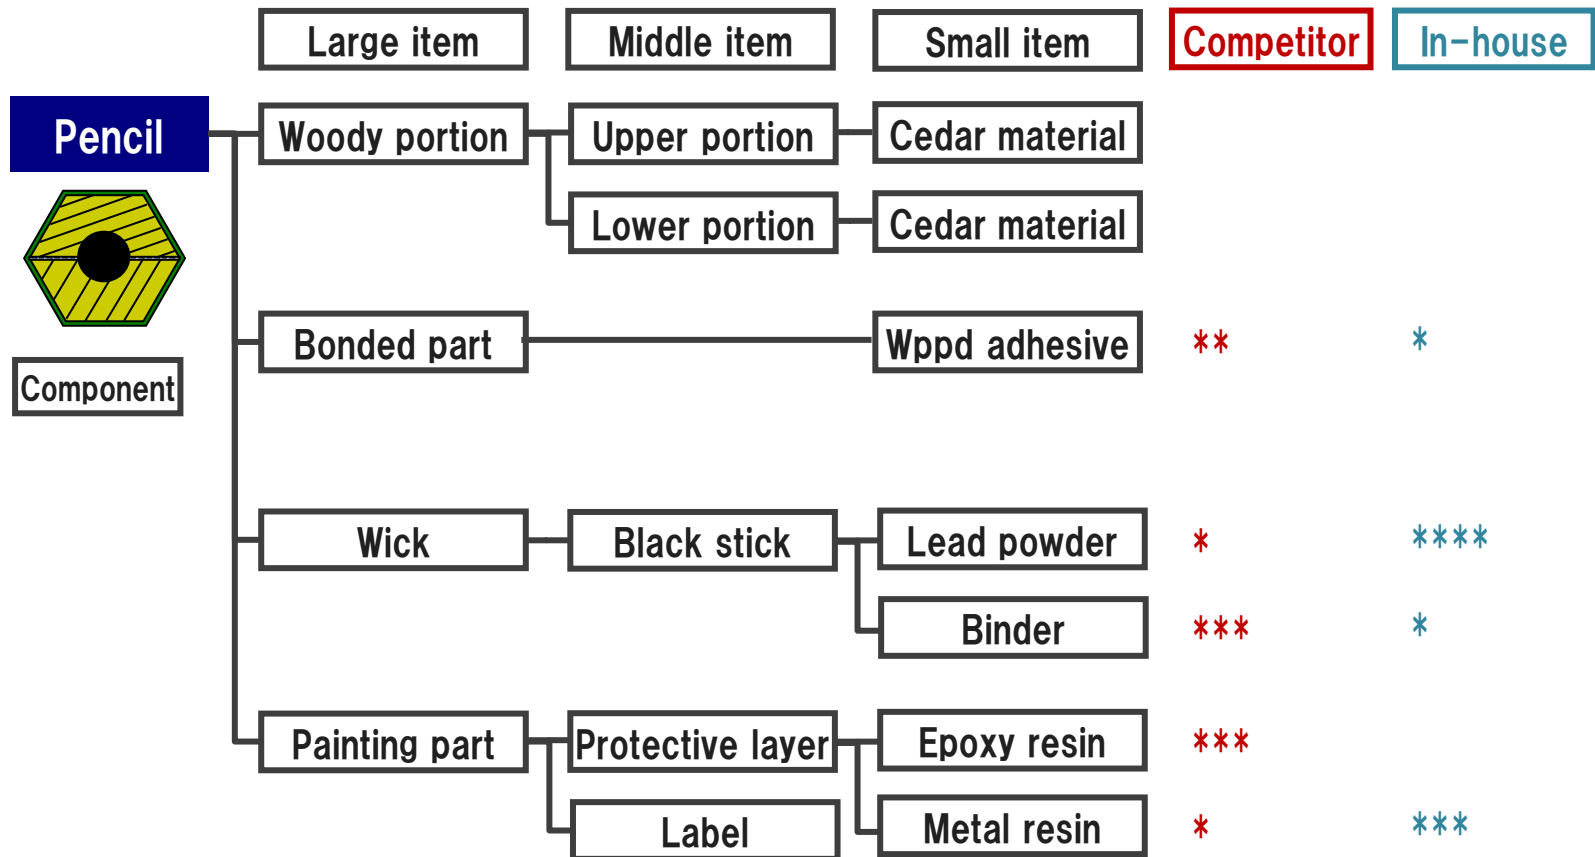 Large item Middle item Small item Competitor In-house
Pencil Woody portion Upper portion Cedar material
Lower portion Cedar material
Bonded part Wppd adhesive ** *
Component
Wick Black stick Lead powder * ****
Binder *** *
Painting part Protective layer Epoxy resin ***
Label Metal resin * ***